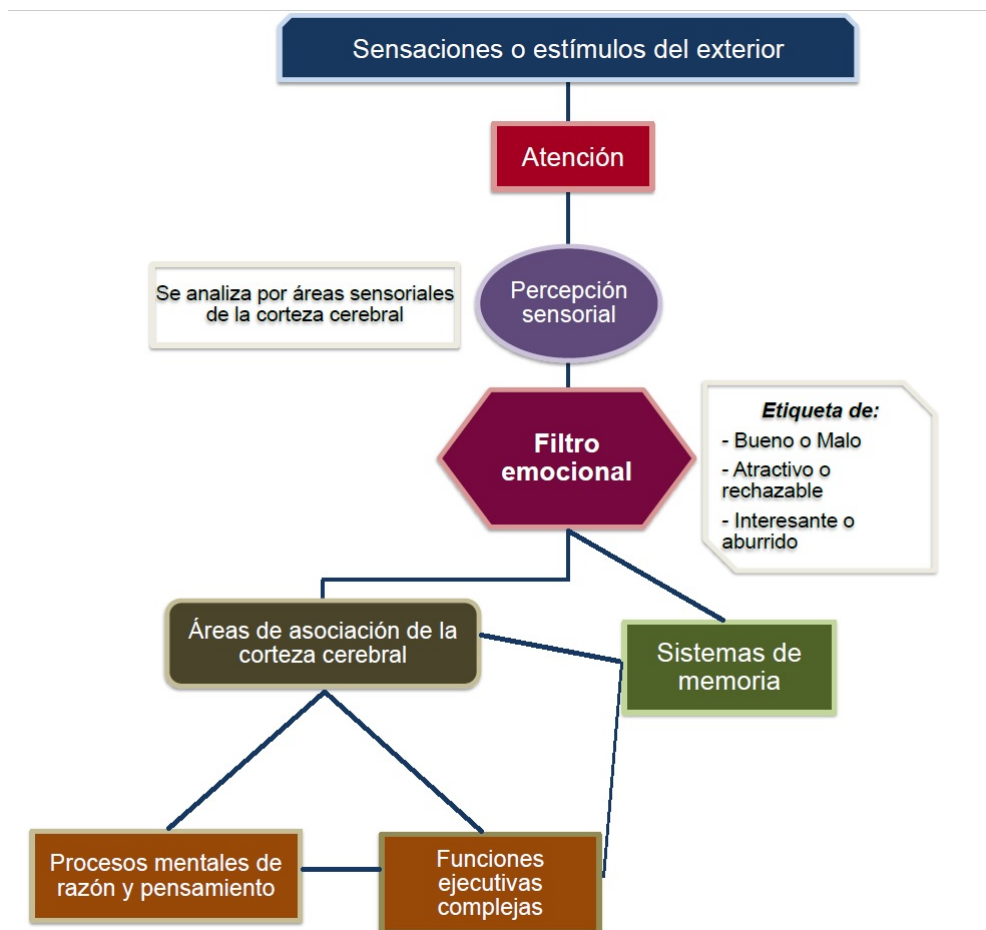 Sensaciones o estímulos del exterior
Atención
Se analiza por áreas sensoriales
de la corteza cerebral
Percepción
sensorial
Filtro
emocional
Etiqueta de:
- Bueno o Malo
- Atractivo o
rechazable
- Interesante o
aburrido
Áreas de asociación de la
corteza cerebral
Sistemas de
memoria
Procesos mentales de
razón y pensamiento
Funciones
ejecutivas
complejas